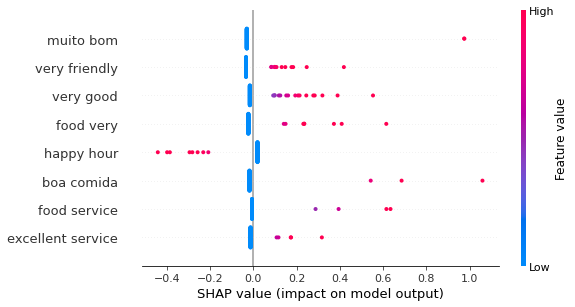 High
muito bom
very friendly
very good
food very
happy hour
boa comida
food service
excellent service
Feature value
Low
−0.4 −0.2 0.0 0.2 0.4 0.6 0.8 1.0
SHAP value (impact on model output)